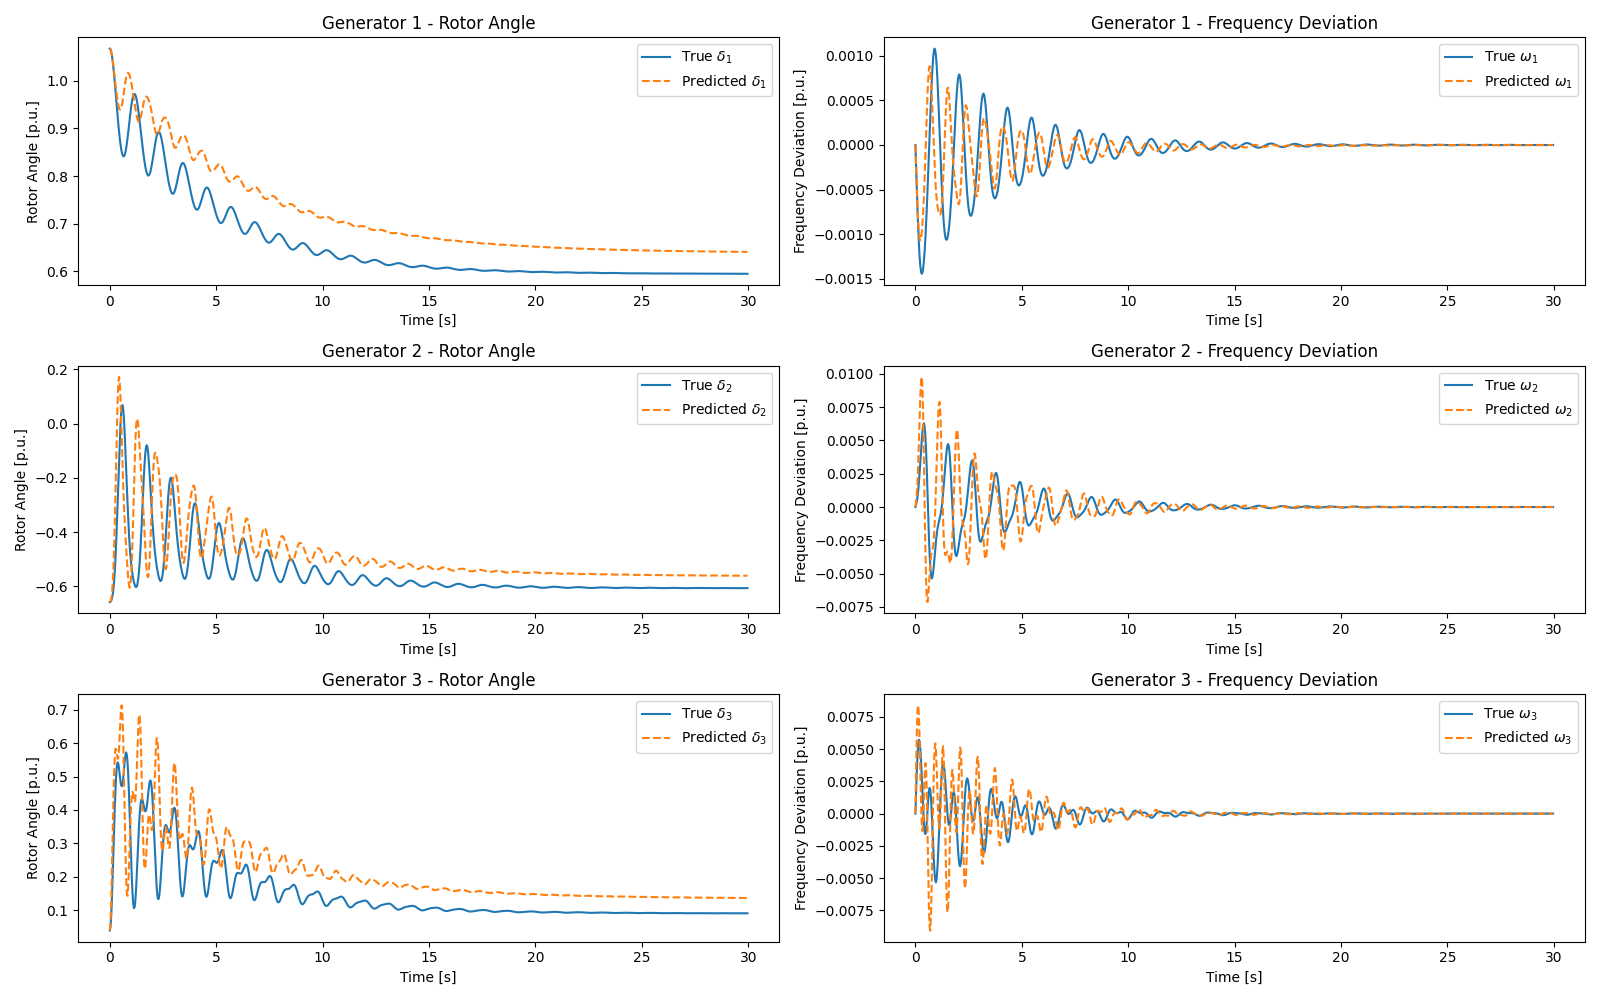 Generator 1 - Rotor Angle
Rotor Angle [p.u.]
1.0
0.9
0.8
0.7
0.6
True δ1
Predicted δ1
0 5 10 15 20 25 30
Time [s]
Generator 1 - Frequency Deviation
Frequency Deviation [p.u.]
0.0010
0.0005
0.0000
−0.0005
−0.0010
−0.0015
True ω1
Predicted ω1
0 5 10 15 20 25 30
Time [s]
Generator 2 - Rotor Angle
Rotor Angle [p.u.]
0.2
0.0
−0.2
−0.4
−0.6
True δ2
Predicted δ2
0 5 10 15 20 25 30
Time [s]
Generator 2 - Frequency Deviation
Frequency Deviation [p.u.]
0.0100
0.0075
0.0050
0.0025
0.0000
−0.0025
−0.0050
−0.0075
True ω2
Predicted ω2
0 5 10 15 20 25 30
Time [s]
Generator 3 - Rotor Angle
Rotor Angle [p.u.]
0.7
0.6
0.5
0.4
0.3
0.2
0.1
True δ3
Predicted δ3
0 5 10 15 20 25 30
Time [s]
Generator 3 - Frequency Deviation
Frequency Deviation [p.u.]
0.0075
0.0050
0.0025
0.0000
−0.0025
−0.0050
−0.0075
True ω3
Predicted ω3
0 5 10 15 20 25 30
Time [s]